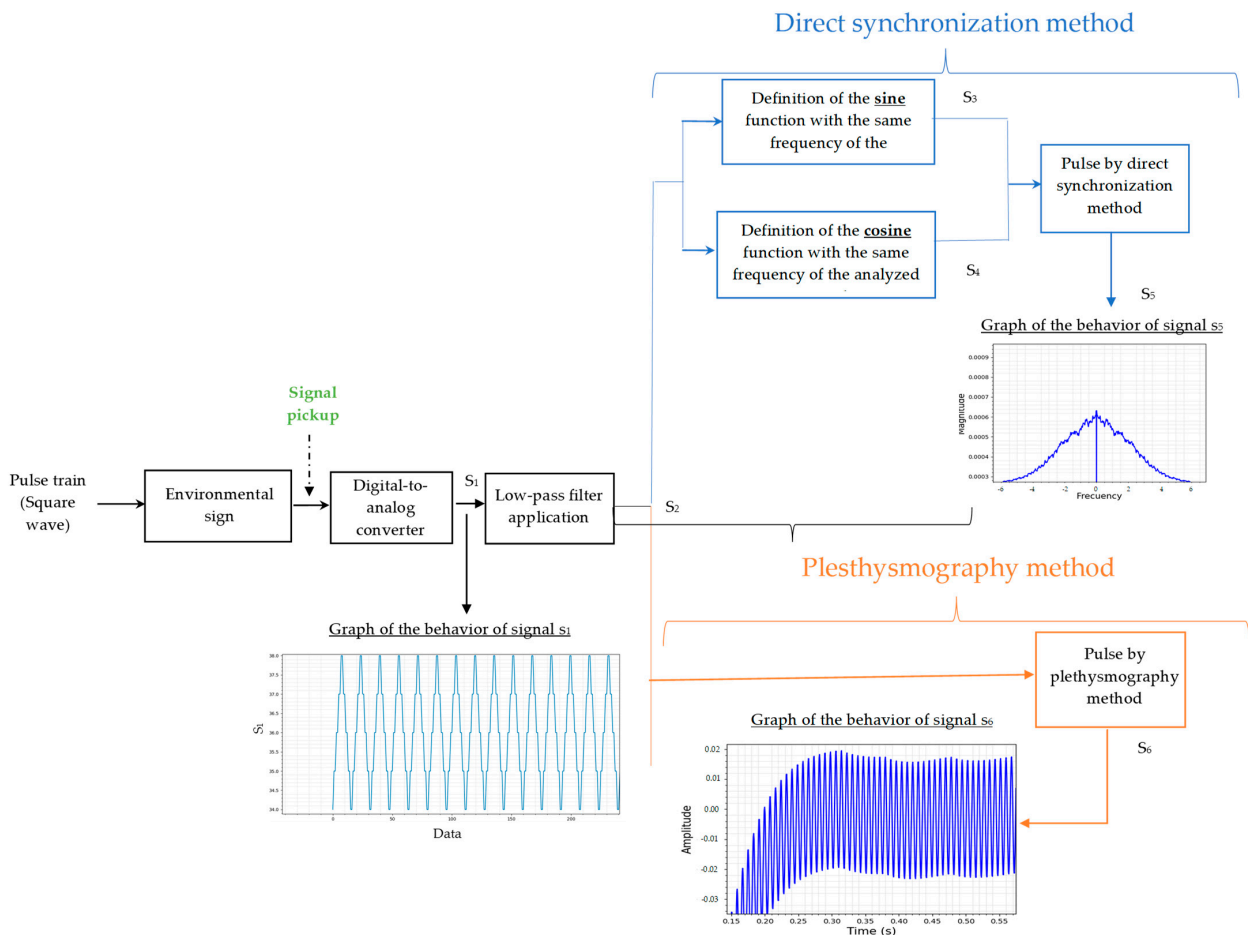 Direct synchronization method
Definition of the sine
function with the same
frequency of the
S3
Pulse by direct
synchronization
method
Definition of the cosine
function with the same
frequency of the analyzed
S4
S5
Graph of the behavior of signal s5
0.0009
0.0008
0.0007
0.0006
0.0005
0.0004
0.0003
Magnitude
-6
-4
-2
0
2
4
6
Frecuency
Signal
pickup
Pulse train
(Square
wave)
Environmental
sign
Digital-to-
analog
converter
S1
Low-pass filter
application
S2
Plesthysmography method
Graph of the behavior of signal s1
38.0
37.5
37.0
36.5
36.0
35.5
35.0
34.5
34.0
S1
0
50
100
150
200
Data
Pulse by
plethysmography
method
S6
Graph of the behavior of signal s6
0.02
0.01
0.00
-0.01
-0.02
-0.03
Amplitude
0.15
0.20
0.25
0.30
0.35
0.40
0.45
0.50
0.55
Time (s)